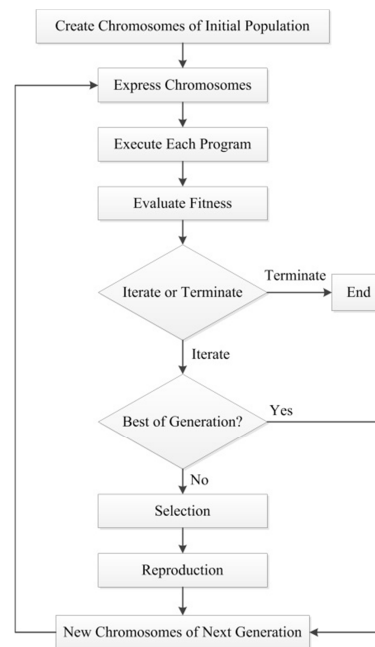 Create Chromosomes of Initial Population
Express Chromosomes
Execute Each Program
Evaluate Fitness
Iterate or Terminate
Terminate
End
Iterate
Best of Generation?
Yes
No
Selection
Reproduction
New Chromosomes of Next Generation